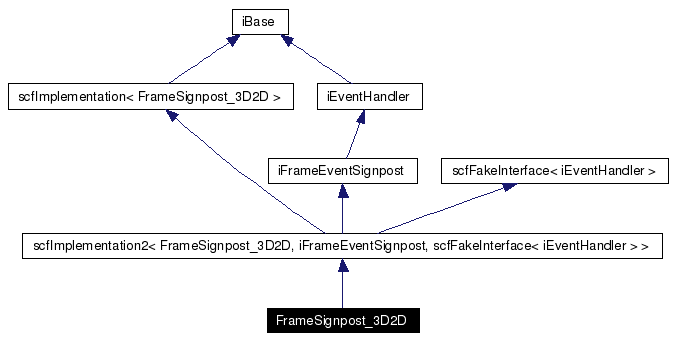 iBase
scfImplementation< FrameSignpost_3D2D >
iEventHandler
iFrameEventSignpost
scfFakeInterface< iEventHandler >
scfImplementation2< FrameSignpost_3D2D, iFrameEventSignpost, scfFakeInterface< iEventHandler > >
FrameSignpost_3D2D